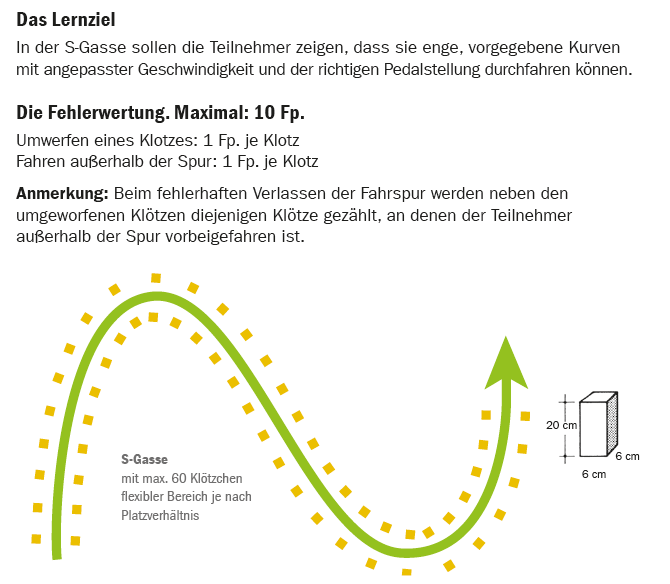 Das Lernziel
In der S-Gasse sollen die Teilnehmer zeigen, dass sie enge, vorgegebene Kurven
mit angepasster Geschwindigkeit und der richtigen Pedalstellung durchfahren können.
Die Fehlerwertung. Maximal: 10 Fp.
Umwerfen eines Klotzes: 1 Fp. je Klotz
Fahren außerhalb der Spur: 1 Fp. je Klotz
Anmerkung: Beim fehlerhaften Verlassen der Fahrspur werden neben den
umgeworfenen Klötzen diejenigen Klötze gezählt, an denen der Teilnehmer
außerhalb der Spur vorbeigefahren ist.
S-Gasse
mit max. 60 Klötzchen
flexibler Bereich je nach
Platzverhältnis
20 cm
6 cm
6 cm